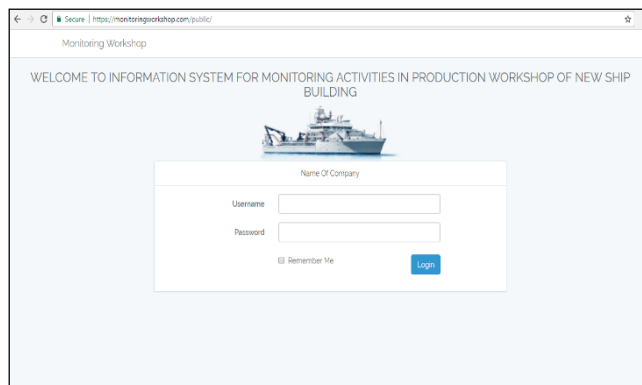 Secure | https://monitoringworkshop.com/public/
Monitoring Workshop
WELCOME TO INFORMATION SYSTEM FOR MONITORING ACTIVITIES IN PRODUCTION WORKSHOP OF NEW SHIP
BUILDING
Name Of Company
Username
Password
Remember Me
Login